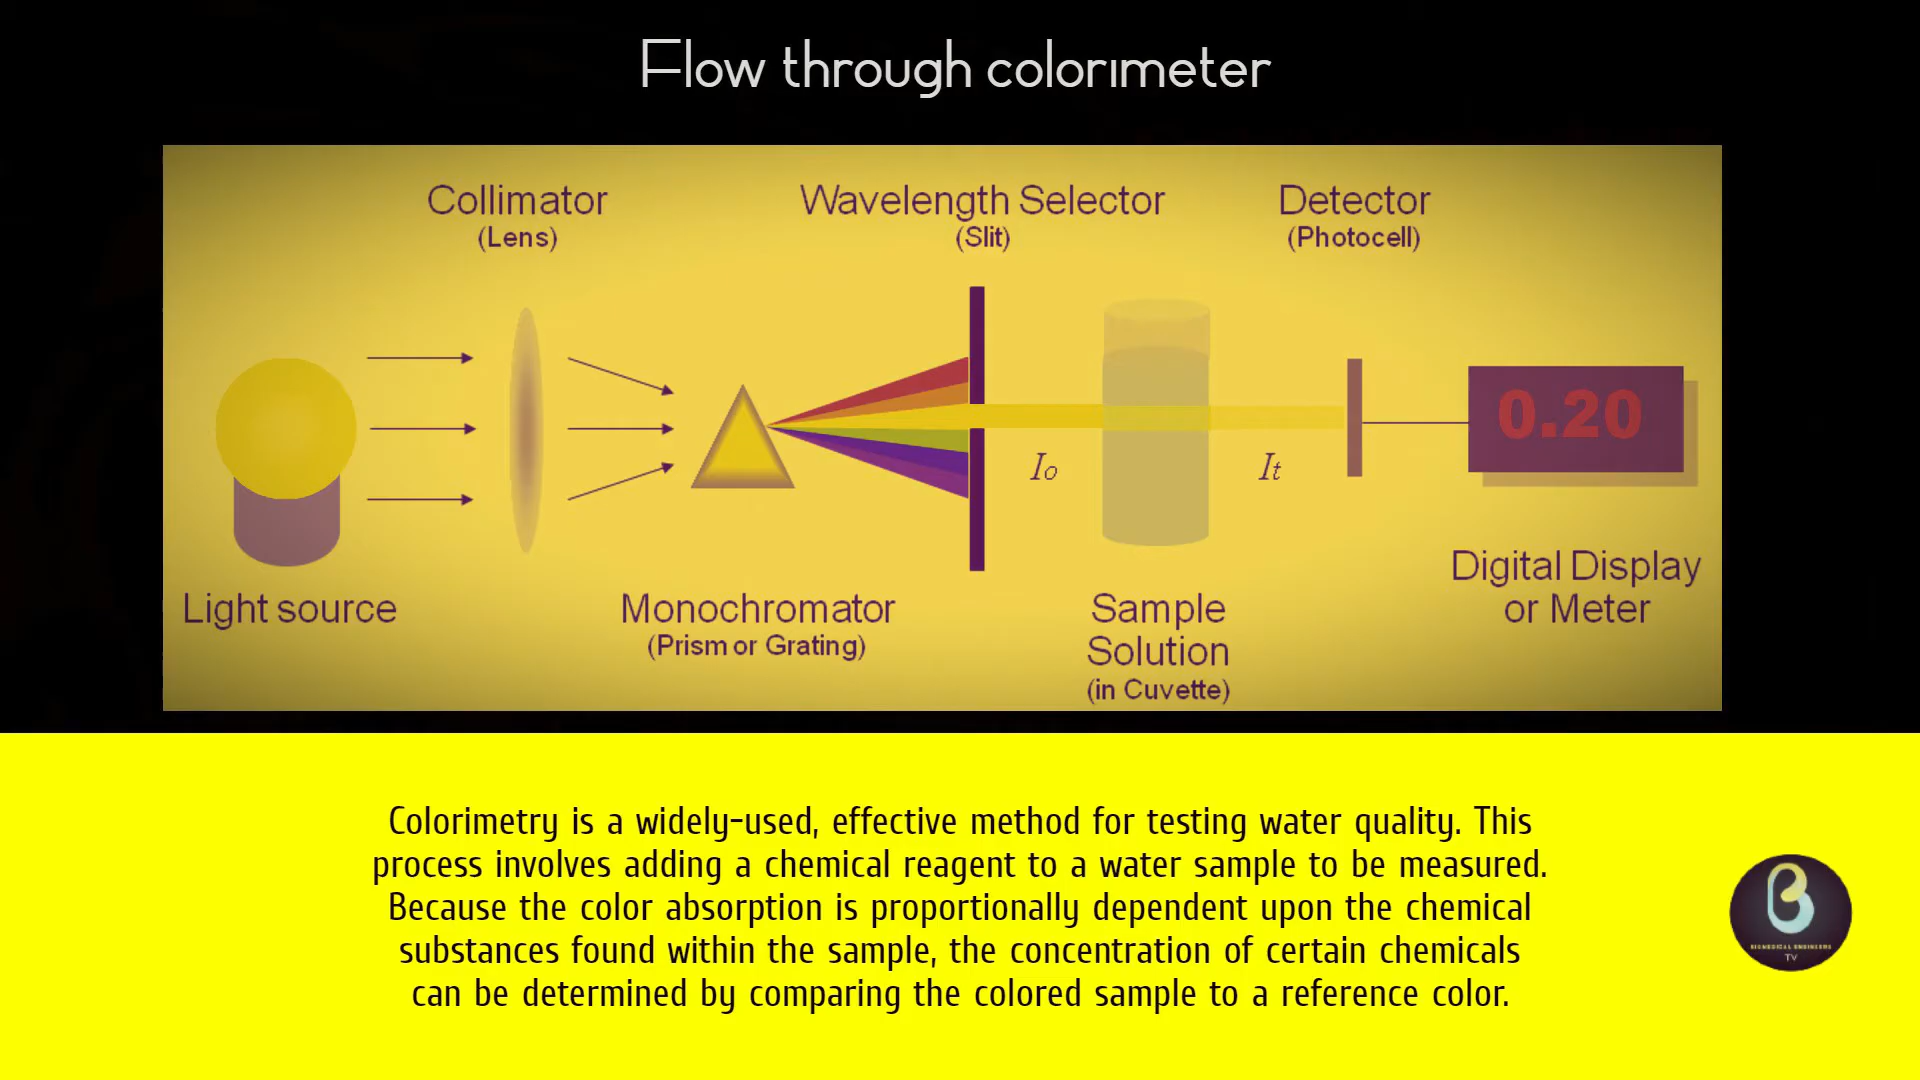 Flow through colorimeter
Collimator
(Lens)
Wavelength Selector
(Slit)
Detector
(Photocell)
0.20
Io
It
Light source
Monochromator
(Prism or Grating)
Sample
Solution
(in Cuvette)
Digital Display
or Meter
Colorimetry is a widely-used, effective method for testing water quality. This
process involves adding a chemical reagent to a water sample to be measured.
Because the color absorption is proportionally dependent upon the chemical
substances found within the sample, the concentration of certain chemicals
can be determined by comparing the colored sample to a reference color.
BIOMEDICAL ENGINEERS
TV